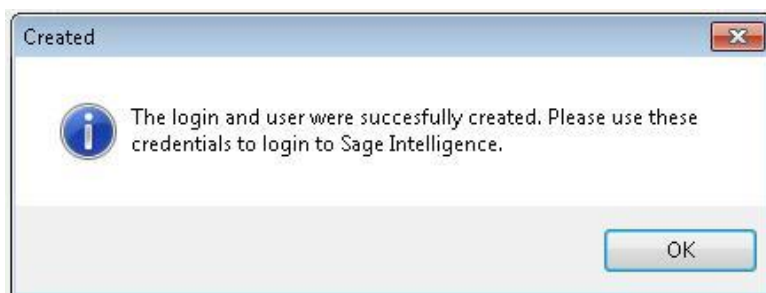 Created
The login and user were succesfully created. Please use these
credentials to login to Sage Intelligence.
OK